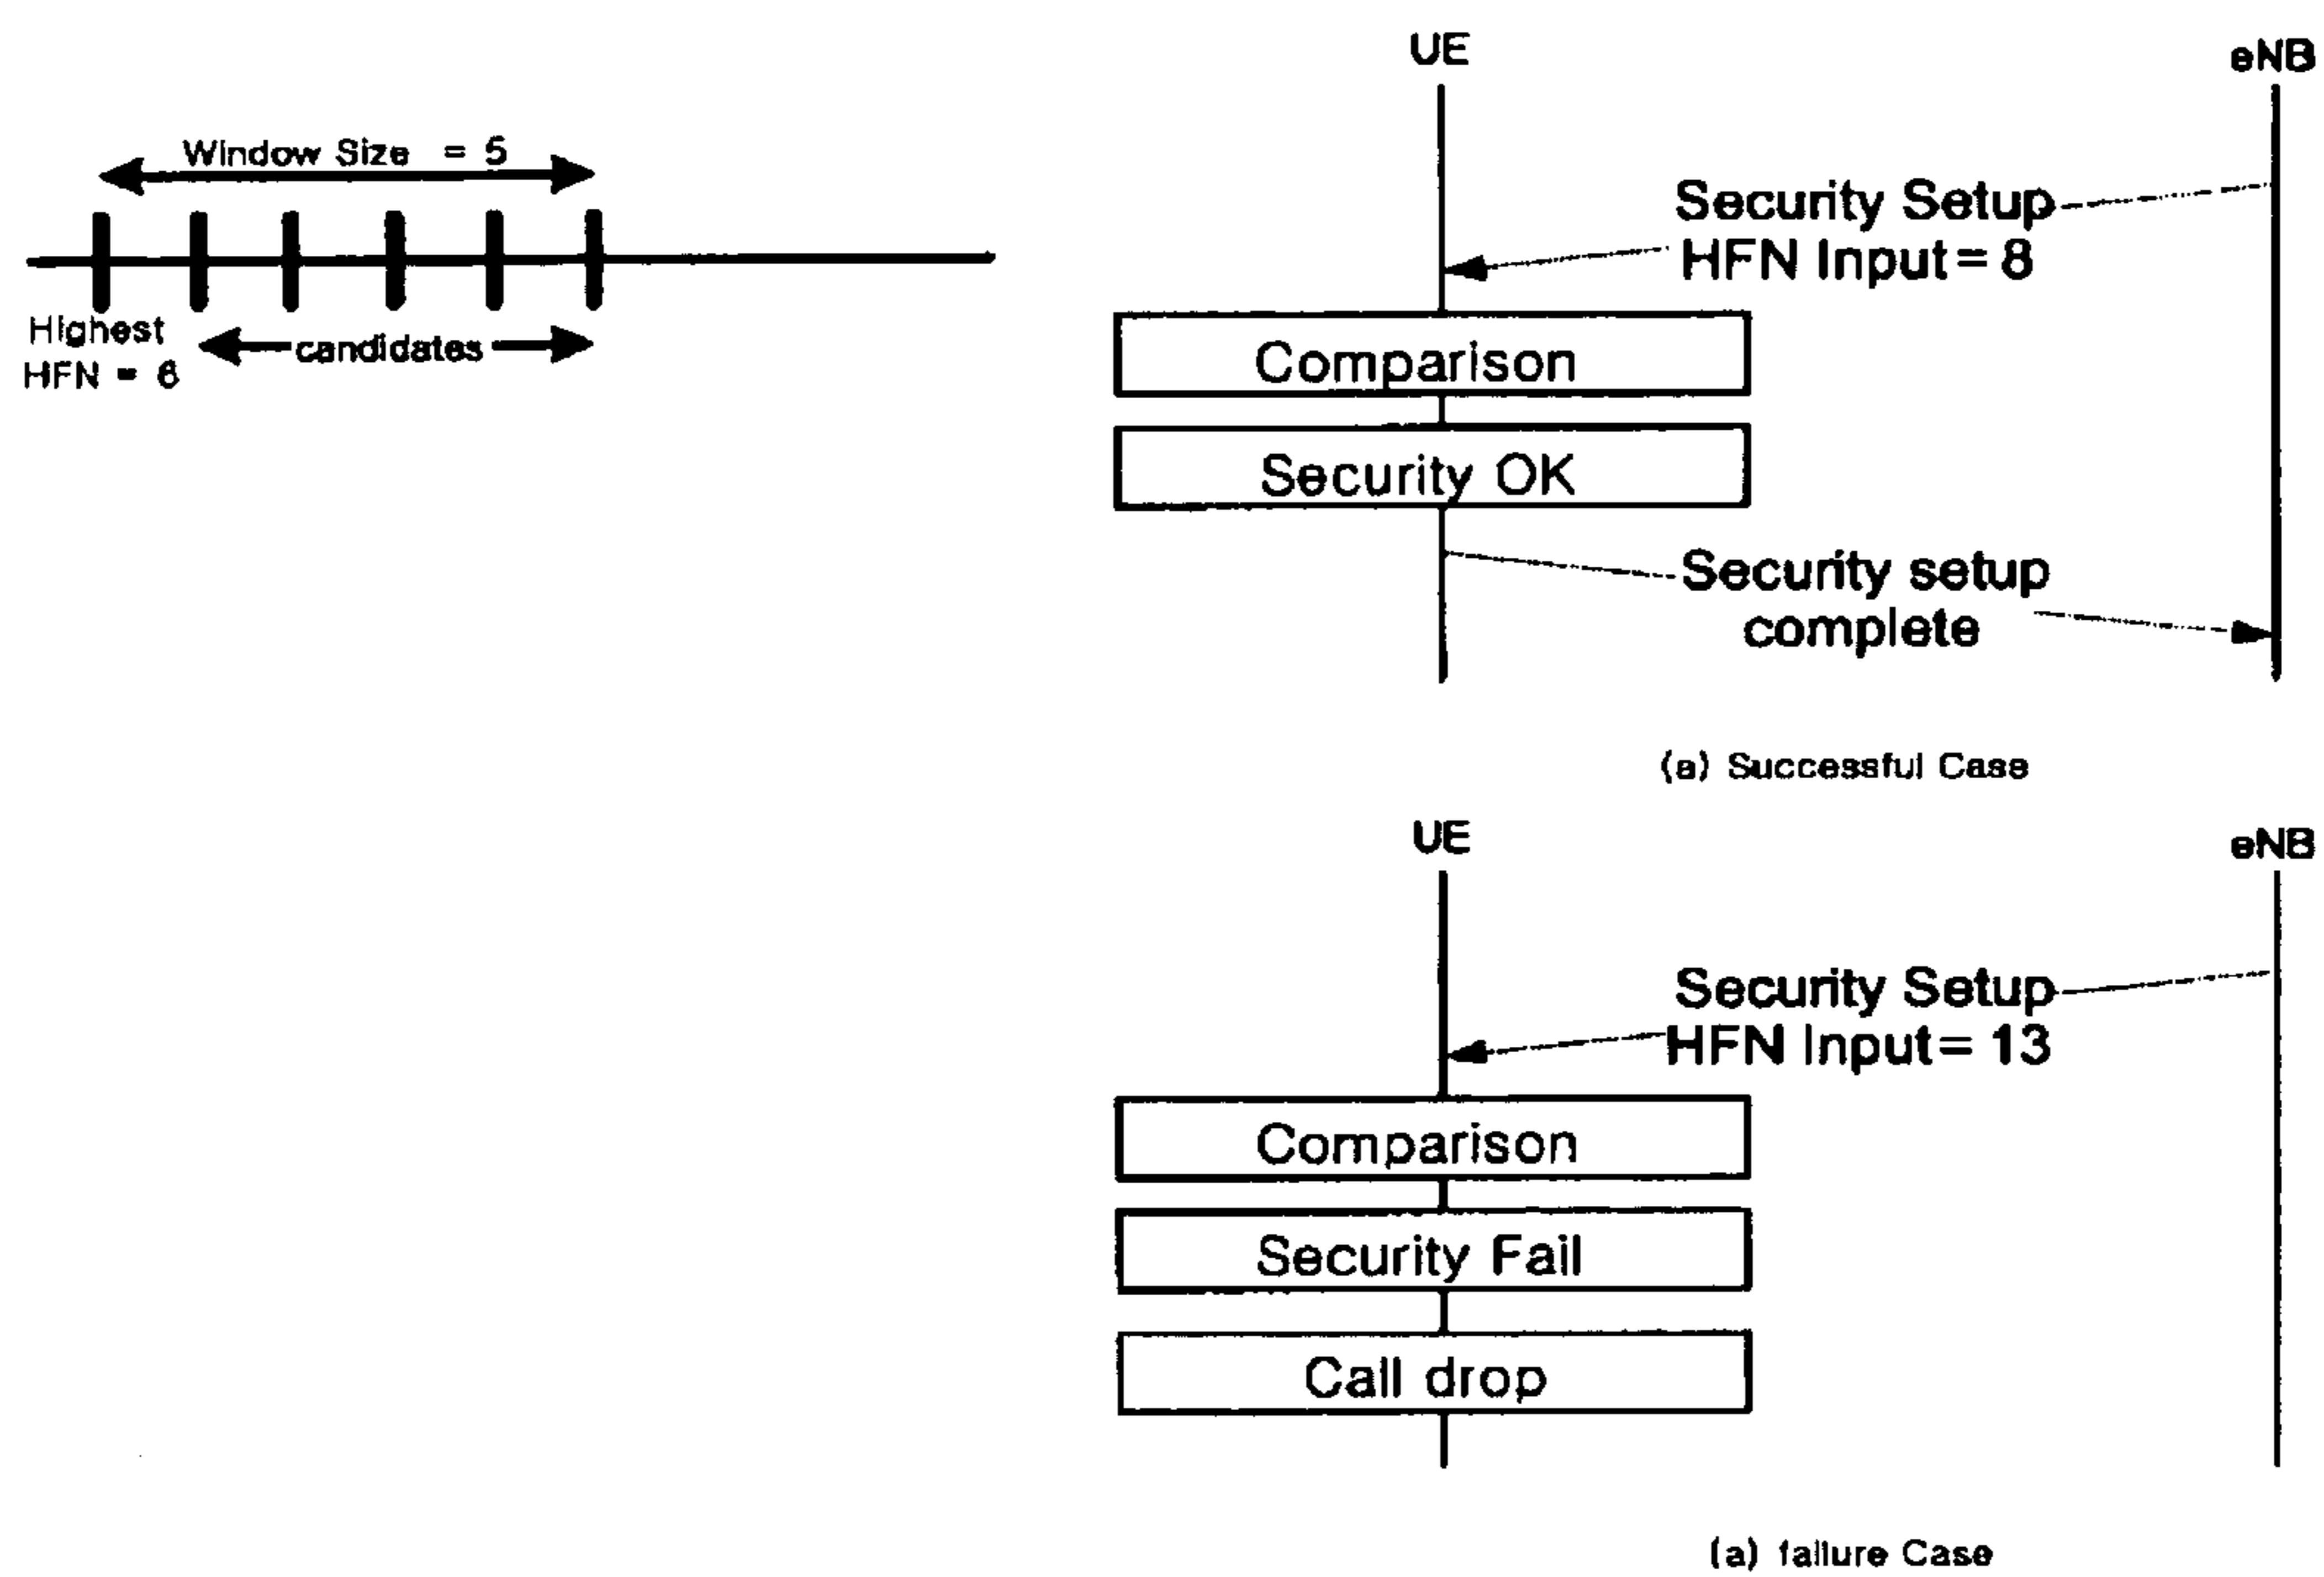 Window Size = 5
Highest
HFN = 6
candidates
UE
eNB
Security Setup
HFN Input = 8
Comparison
Security OK
Security setup
complete
(a) Successful Case
UE
eNB
Security Setup
HFN Input = 13
Comparison
Security Fail
Call drop
(a) failure Case